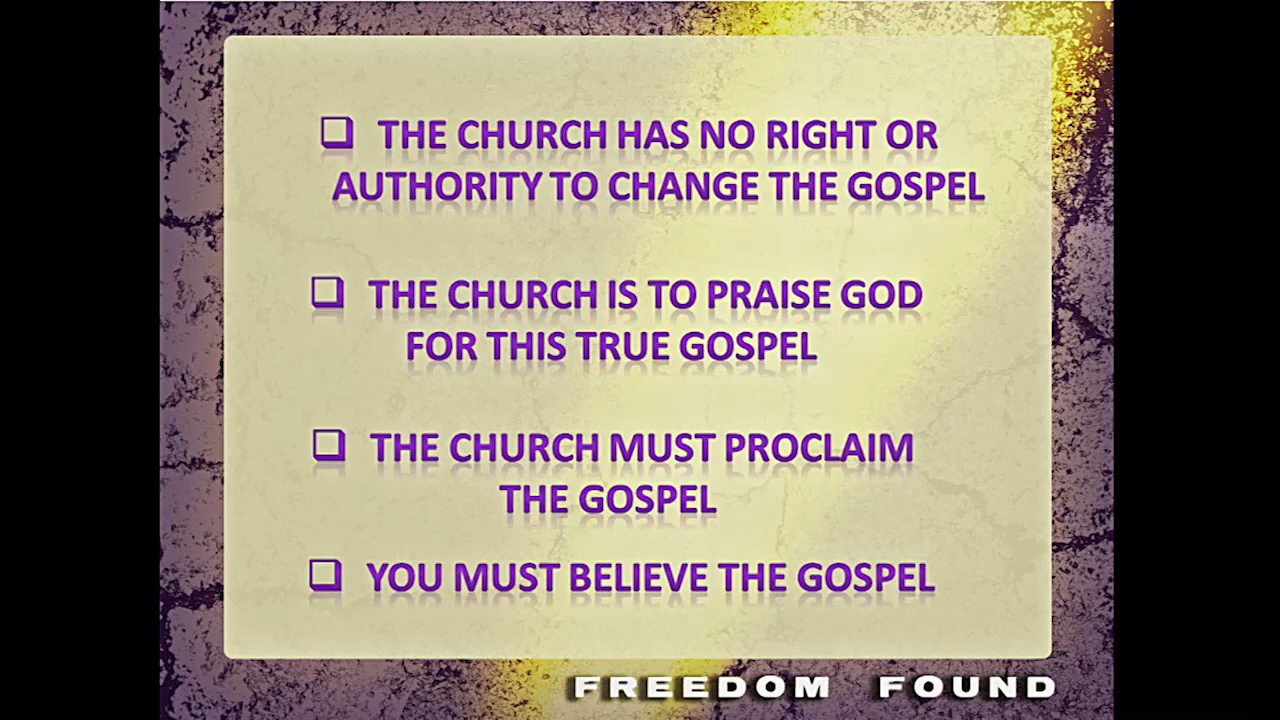 ❑ THE CHURCH HAS NO RIGHT OR
AUTHORITY TO CHANGE THE GOSPEL
❑ THE CHURCH IS TO PRAISE GOD
FOR THIS TRUE GOSPEL
❑ THE CHURCH MUST PROCLAIM
THE GOSPEL
❑ YOU MUST BELIEVE THE GOSPEL
FREEDOM FOUND